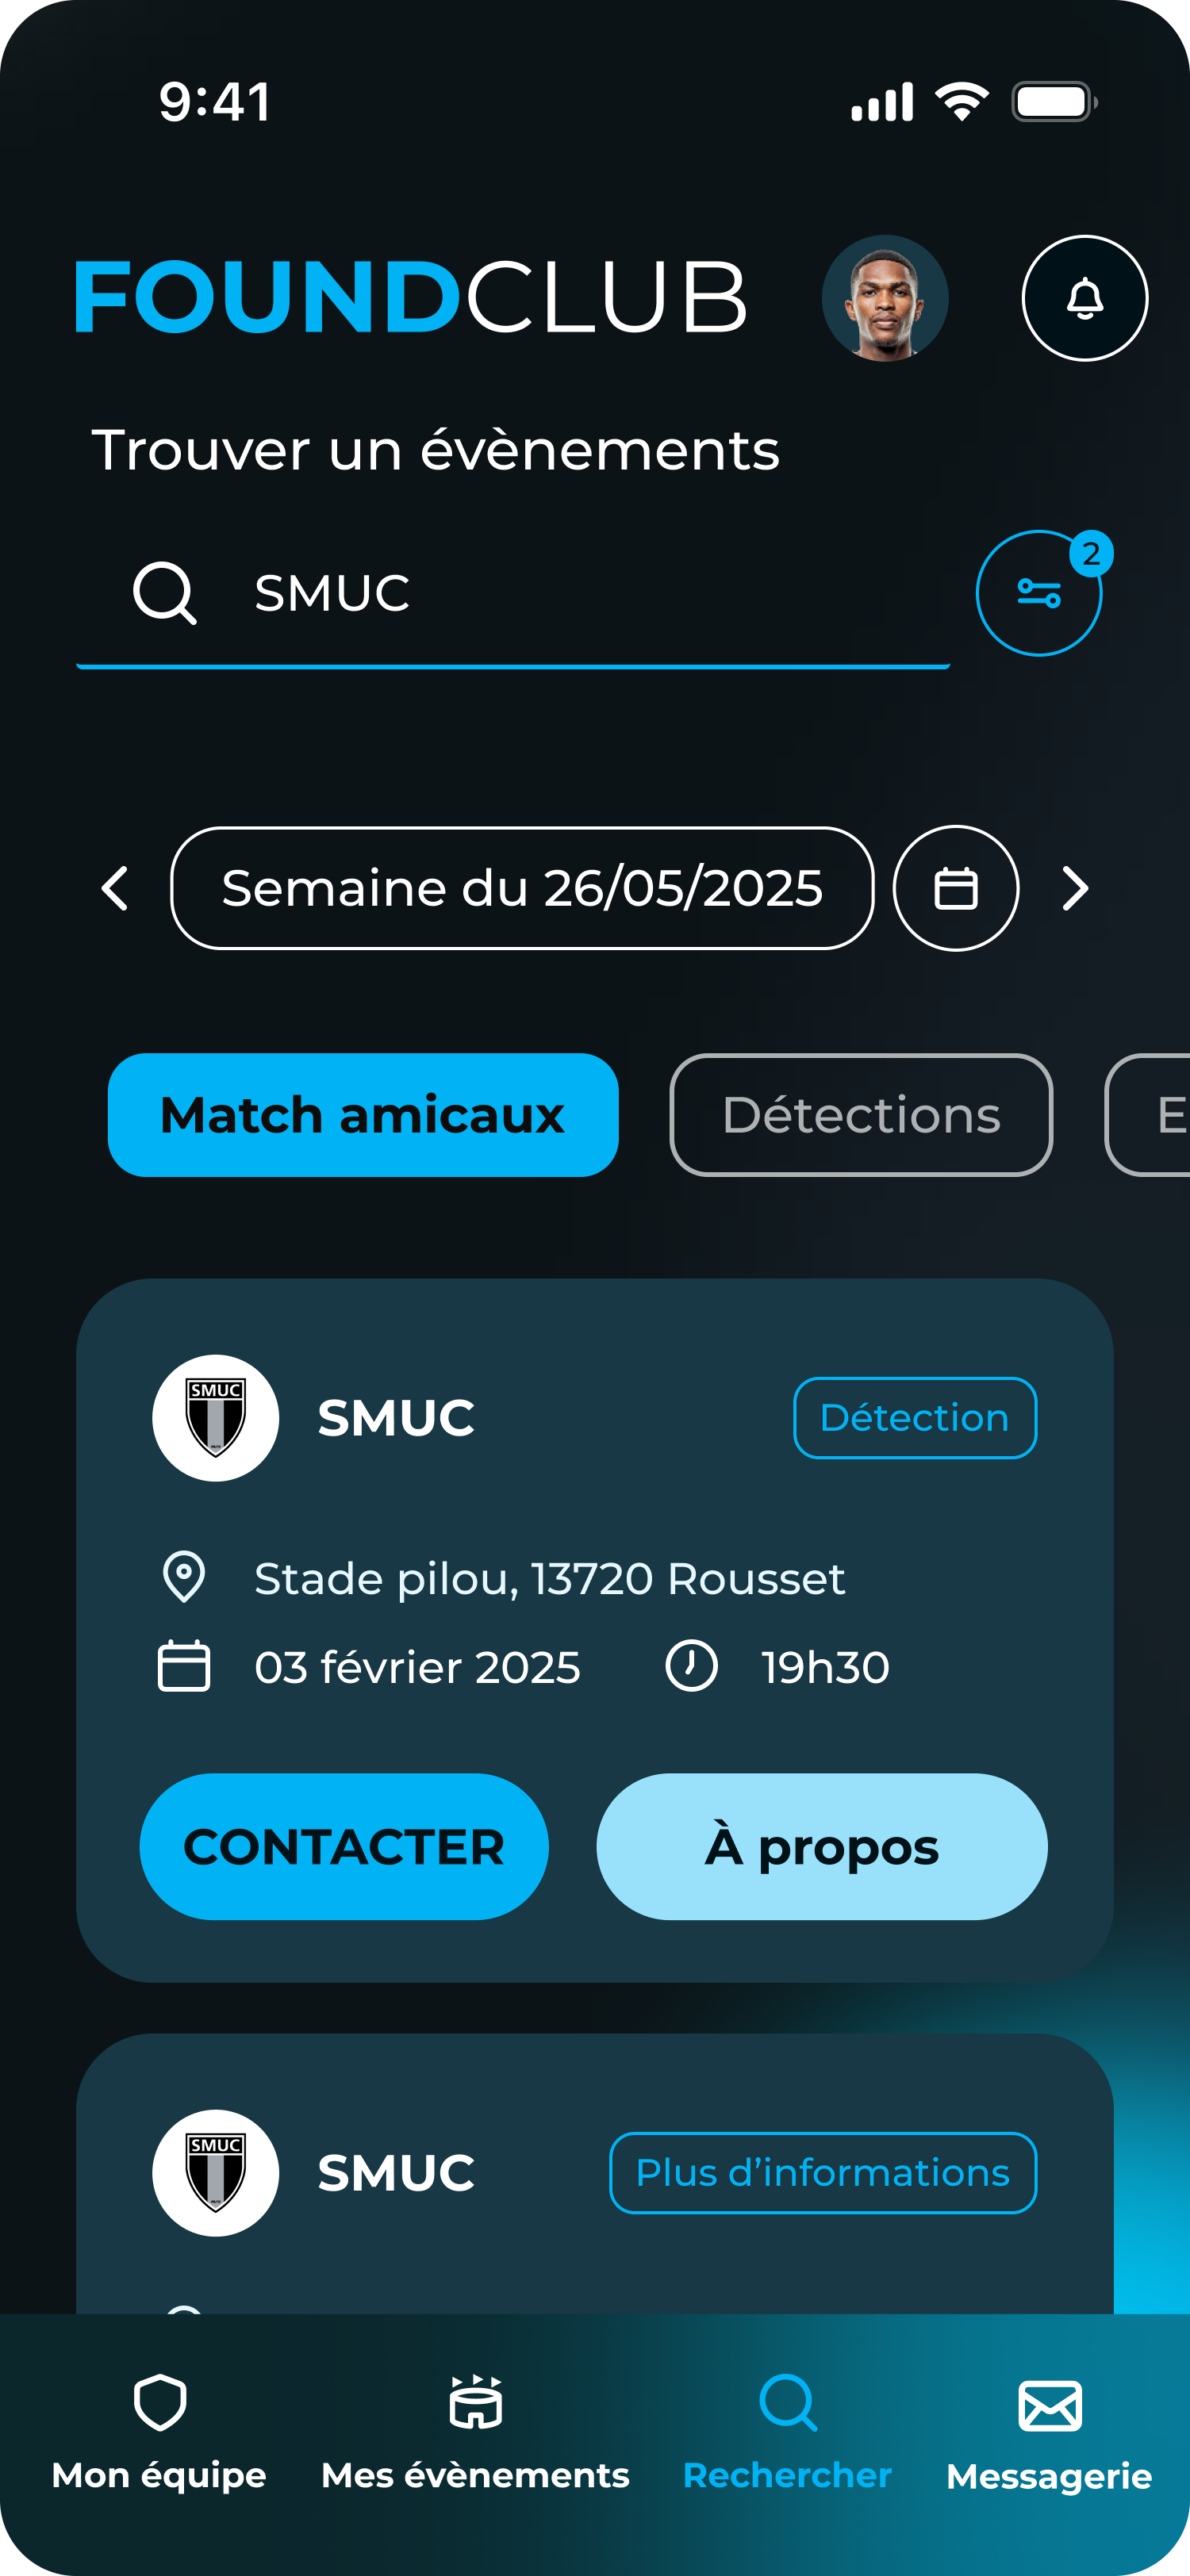 9:41
FOUNDCLUB
Trouver un évènements
SMUC
2
Semaine du 26/05/2025
Match amicaux
Détections
E
SMUC
SMUC
Détection
Stade pilou, 13720 Rousset
03 février 2025
19h30
CONTACTER
À propos
SMUC
SMUC
Plus d’informations
Mon équipe
Mes évènements
Rechercher
Messagerie